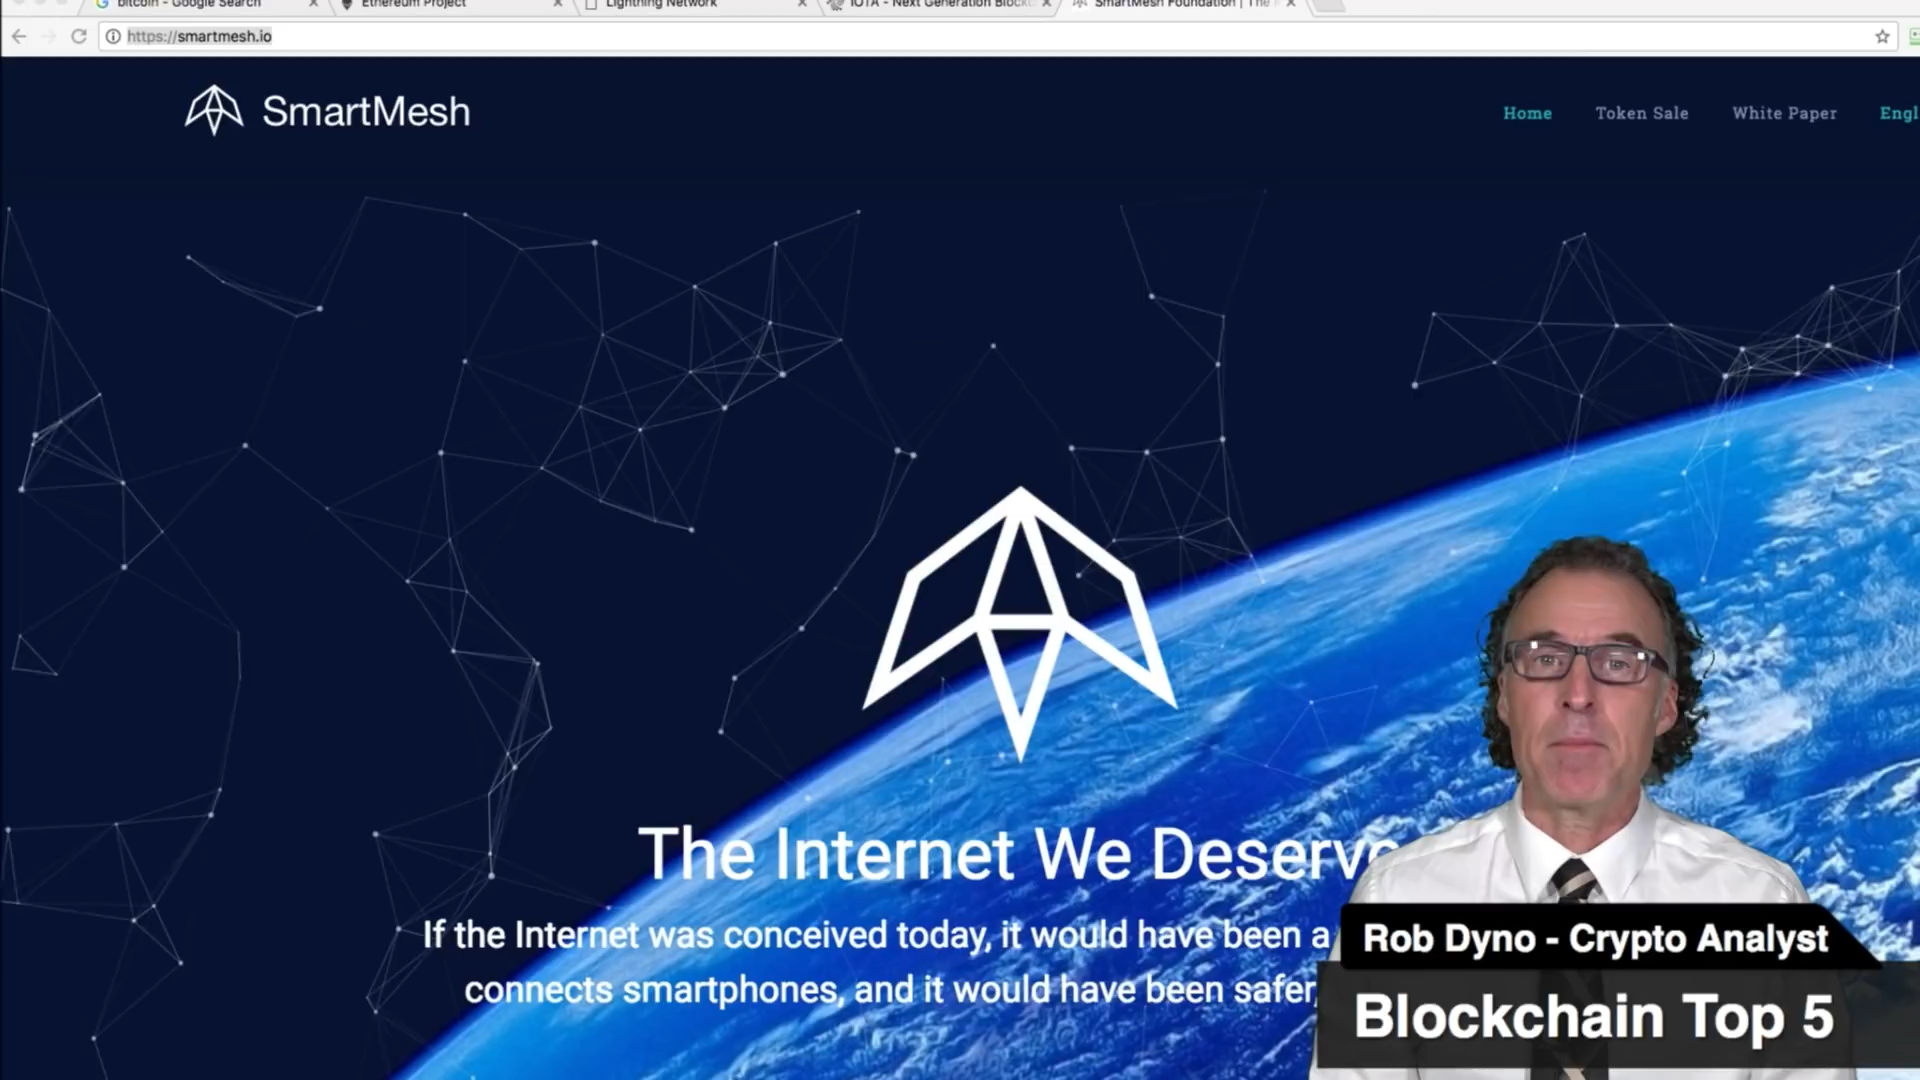 bitcoin - Google Search
Ethereum Project
Lightning Network
IOTA - Next Generation Blockc
SmartMesh Foundation | The
https://smartmesh.io
SmartMesh
Home
Token Sale
White Paper
Engl
The Internet We Deserve
If the Internet was conceived today, it would have been a
connects smartphones, and it would have been safer,
Rob Dyno - Crypto Analyst
Blockchain Top 5